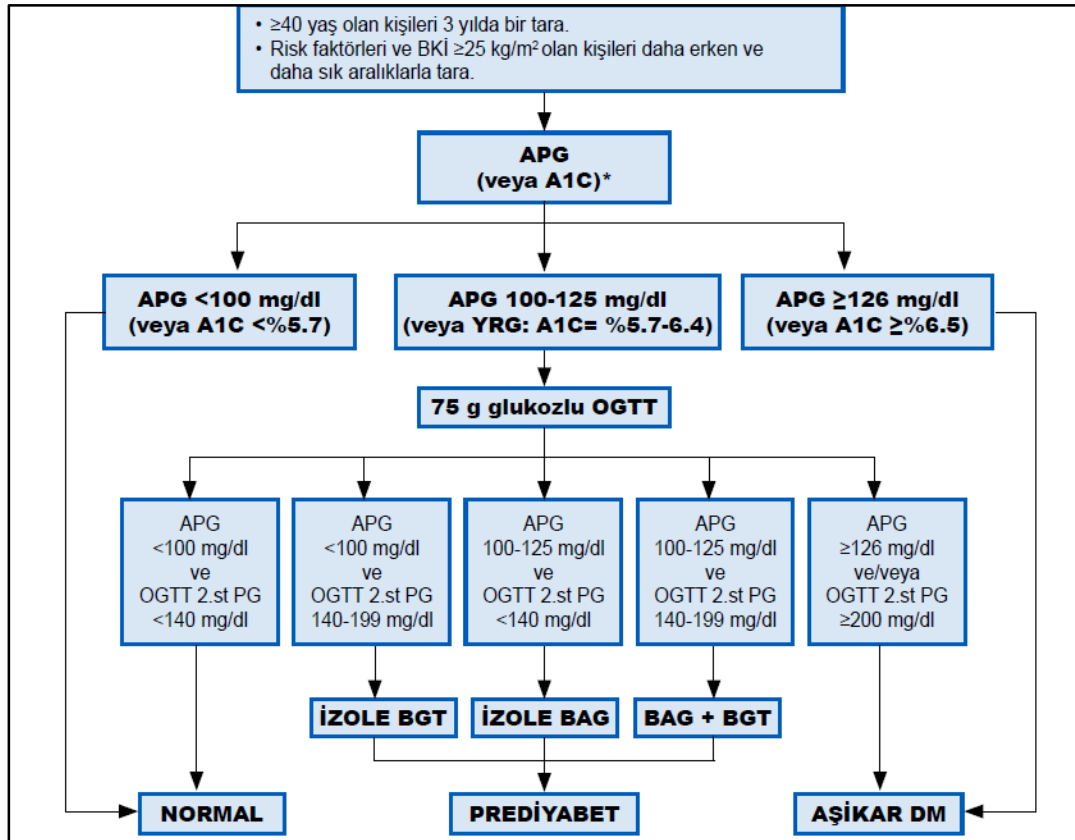 • ≥40 yaş olan kişileri 3 yılda bir tara.
• Risk faktörleri ve BKİ ≥25 kg/m² olan kişileri daha erken ve
daha sık aralıklarla tara.
APG
(veya A1C)*
APG <100 mg/dl
(veya A1C <%5.7)
APG 100-125 mg/dl
(veya YRG: A1C= %5.7-6.4)
APG ≥126 mg/dl
(veya A1C ≥%6.5)
75 g glukozlu OGTT
APG
<100 mg/dl
ve
OGTT 2.st PG
<140 mg/dl
APG
<100 mg/dl
ve
OGTT 2.st PG
140-199 mg/dl
APG
100-125 mg/dl
ve
OGTT 2.st PG
<140 mg/dl
APG
100-125 mg/dl
ve
OGTT 2.st PG
140-199 mg/dl
APG
≥126 mg/dl
ve/veya
OGTT 2.st PG
≥200 mg/dl
İZOLE BGT
İZOLE BAG
BAG + BGT
NORMAL
PREDİYABET
AŞİKAR DM